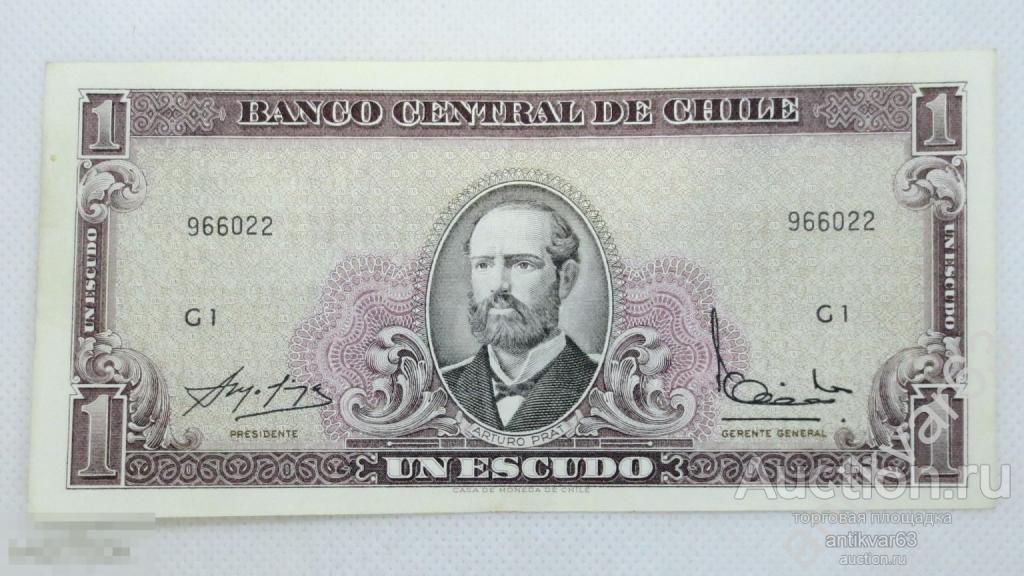 1 BANCO CENTRAL DE CHILE 1
966022 966022
UN ESCUDO UN ESCUDO
G1 G1
PRESIDENTE GERENTE GENERAL
ARTURO PRAT
1 UN ESCUDO 1
CASA DE MONEDA DE CHILE
Auction.ru
торговая площадка
antikvar63
auction.ru